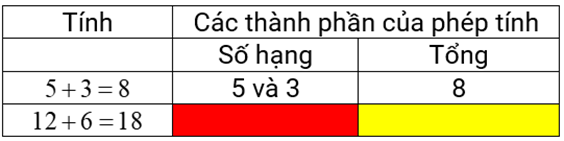 Tính Các thành phần của phép tính
Số hạng Tổng
5 + 3 = 8 5 và 3 8
12 + 6 = 18